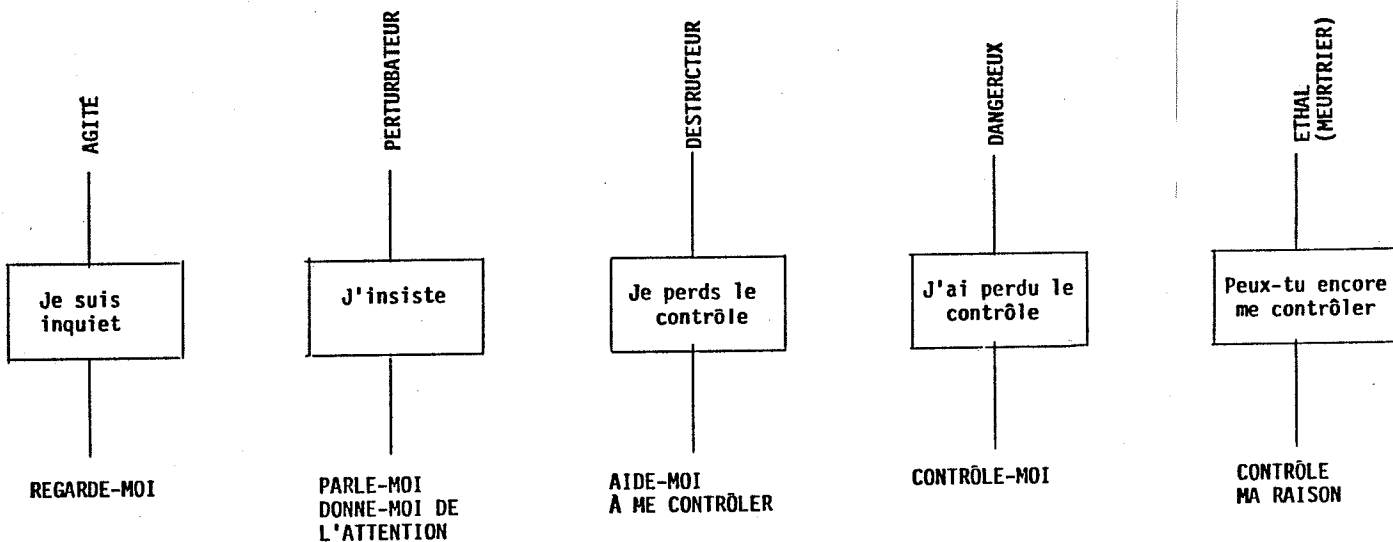 AGITÉ
PERTURBATEUR
DESTRUCTEUR
DANGEREUX
ETHAL
(MEURTRIER)
Je suis
inquiet
J'insiste
Je perds le
contrôle
J'ai perdu le
contrôle
Peux-tu encore
me contrôler
REGARDE-MOI
PARLE-MOI
DONNE-MOI DE
L'ATTENTION
AIDE-MOI
À ME CONTRÔLER
CONTRÔLE-MOI
CONTRÔLE
MA RAISON